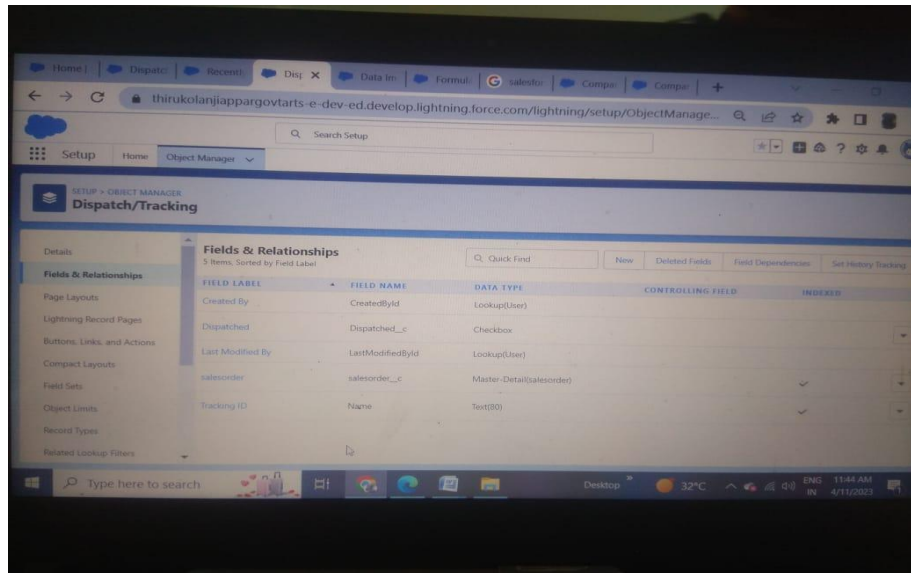 Home | Dispatc Recent Disp Data Im Formul salesfor Compa Compa
thirukolanjiappargovtarts-e-dev-ed.develop.lightning.force.com/lightning/setup/ObjectManage...
Search Setup
Setup Home Object Manager
SETUP > OBJECT MANAGER
Dispatch/Tracking
Details
Fields & Relationships
Page Layouts
Lightning Record Pages
Buttons, Links, and Actions
Compact Layouts
Field Sets
Object Limits
Record Types
Related Lookup Filters
Fields & Relationships
5 Items, Sorted by Field Label
Quick Find New Deleted Fields Field Dependencies Set History Tracking
FIELD LABEL FIELD NAME DATA TYPE CONTROLLING FIELD INDEXED
Created By CreatedById Lookup(User)
Dispatched Dispatched__c Checkbox
Last Modified By LastModifiedById Lookup(User)
salesorder salesorder__c Master-Detail(salesorder)
Tracking ID Name Text(80)
Type here to search Desktop 32°C ENG 11:44 AM
IN 4/11/2023